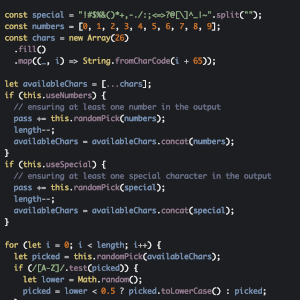 const special = "!#$%&()*+,-./:;<=>?@[\]^_!~".split("");
const numbers = [0, 1, 2, 3, 4, 5, 6, 7, 8, 9];
const chars = new Array(26)
.fill()
.map((_, i) => String.fromCharCode(i + 65));
let availableChars = [...chars];
if (this.useNumbers) {
// ensuring at least one number in the output
pass += this.randomPick(numbers);
length--;
availableChars = availableChars.concat(numbers);
}
if (this.useSpecial) {
// ensuring at least one special character in the output
pass += this.randomPick(special);
length--;
availableChars = availableChars.concat(special);
}
for (let i = 0; i < length; i++) {
let picked = this.randomPick(availableChars);
if (/[A-Z]/.test(picked)) {
let lower = Math.random();
picked = lower < 0.5 ? picked.toLowerCase() : picked;